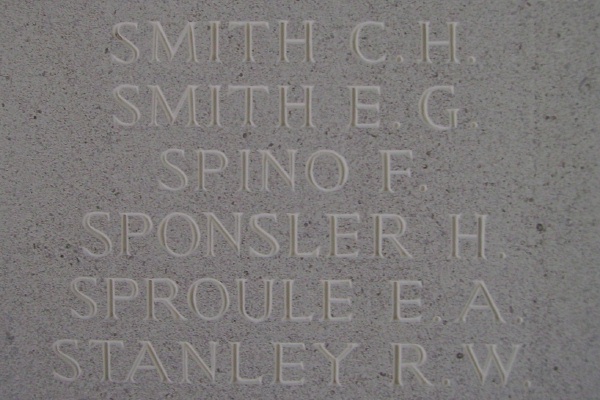 SMITH C.H.
SMITH E.G.
SPINO F.
SPONSLER H.
SPROULE E.A.
STANLEY R.W.